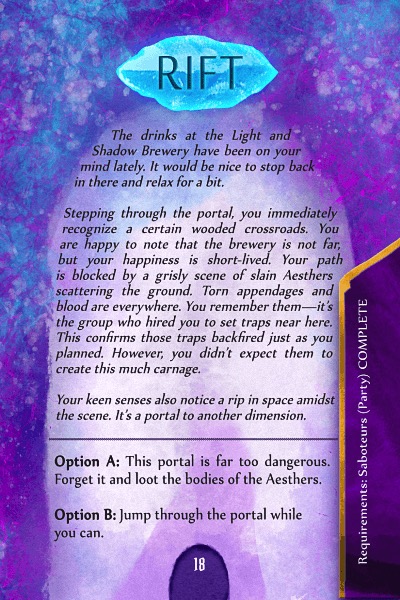 RIFT
The drinks at the Light and
Shadow Brewery have been on your
mind lately. It would be nice to stop back
in there and relax for a bit.
Stepping through the portal, you immediately
recognize a certain wooded crossroads. You
are happy to note that the brewery is not far,
but your happiness is short-lived. Your path
is blocked by a grisly scene of slain Aesthers
scattering the ground. Torn appendages and
blood are everywhere. You remember them—it's
the group who hired you to set traps near here.
This confirms those traps backfired just as you
planned. However, you didn't expect them to
create this much carnage.
Your keen senses also notice a rip in space amidst
the scene. It's a portal to another dimension.
Option A: This portal is far too dangerous.
Forget it and loot the bodies of the Aesthers.
Option B: Jump through the portal while
you can.
18
Requirements: Saboteurs (Party) COMPLETE